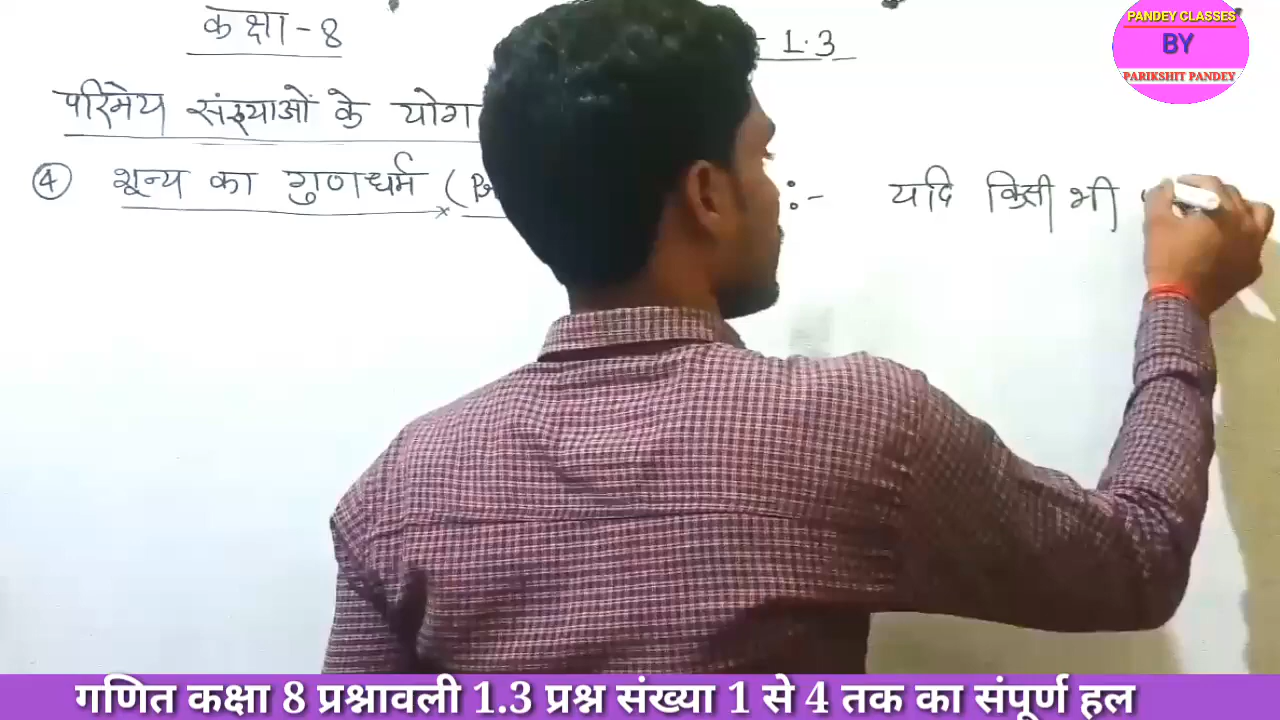 कक्षा - 8
- 1.3
PANDEY CLASSES
BY
PARIKSHIT PANDEY
परिमेय संख्याओं के योग
④ शून्य का गुणधर्म ( :- यदि किसी भी
गणित कक्षा 8 प्रश्नावली 1.3 प्रश्न संख्या 1 से 4 तक का संपूर्ण हल